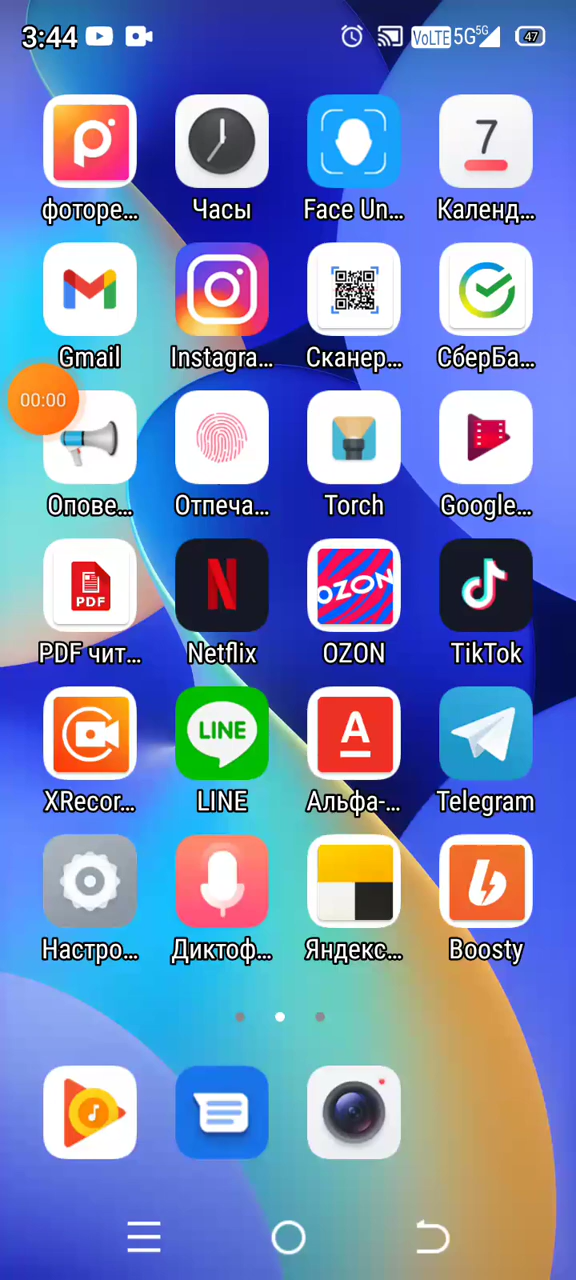 3:44 VoLTE 5G 5G 47
фоторе... Часы Face Un... 7 Календ...
Gmail Instagra... Сканер... СберБа...
00:00
Опове... Отпеча... Torch Google...
PDF OZON
PDF чит... Netflix OZON TikTok
LINE A
XRecor... LINE Альфа-... Telegram
Настро... Диктоф... Яндекс... Boosty